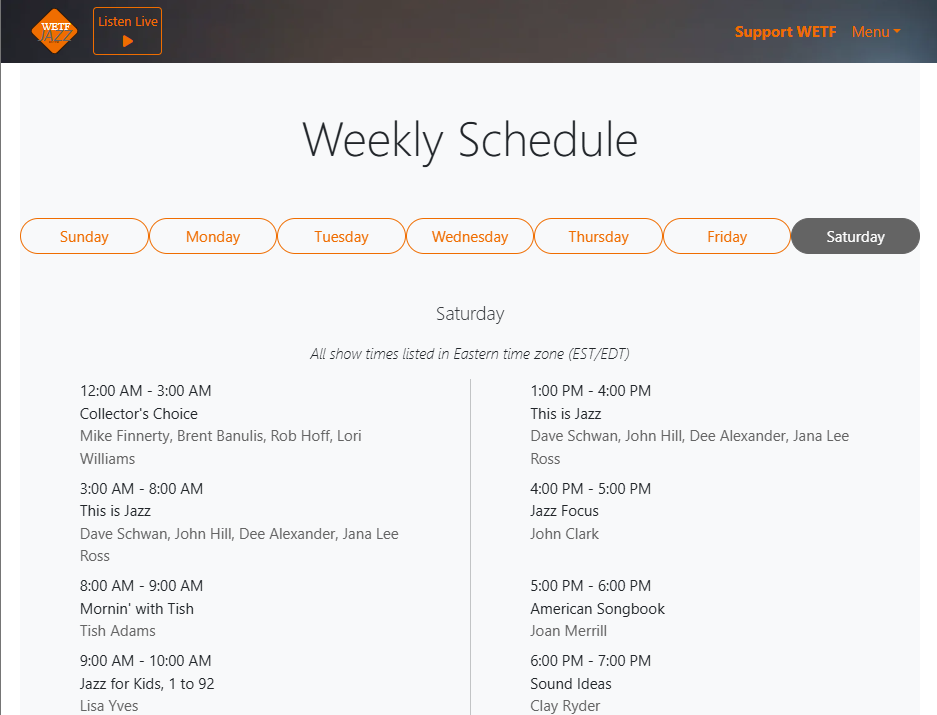 WETF
JAZZ
Listen Live
Support WETF
Menu
Weekly Schedule
Sunday
Monday
Tuesday
Wednesday
Thursday
Friday
Saturday
Saturday
All show times listed in Eastern time zone (EST/EDT)
12:00 AM - 3:00 AM
Collector's Choice
Mike Finnerty, Brent Banulis, Rob Hoff, Lori
Williams
3:00 AM - 8:00 AM
This is Jazz
Dave Schwan, John Hill, Dee Alexander, Jana Lee
Ross
8:00 AM - 9:00 AM
Mornin' with Tish
Tish Adams
9:00 AM - 10:00 AM
Jazz for Kids, 1 to 92
Lisa Yves
1:00 PM - 4:00 PM
This is Jazz
Dave Schwan, John Hill, Dee Alexander, Jana Lee
Ross
4:00 PM - 5:00 PM
Jazz Focus
John Clark
5:00 PM - 6:00 PM
American Songbook
Joan Merrill
6:00 PM - 7:00 PM
Sound Ideas
Clay Ryder